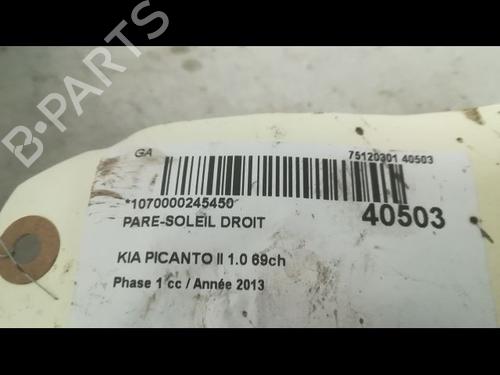 B-PARTS
GA
75120301 40503
*1070000245450
40503
PARE-SOLEIL DROIT
KIA PICANTO II 1.0 69ch
Phase 1 cc / Année 2013